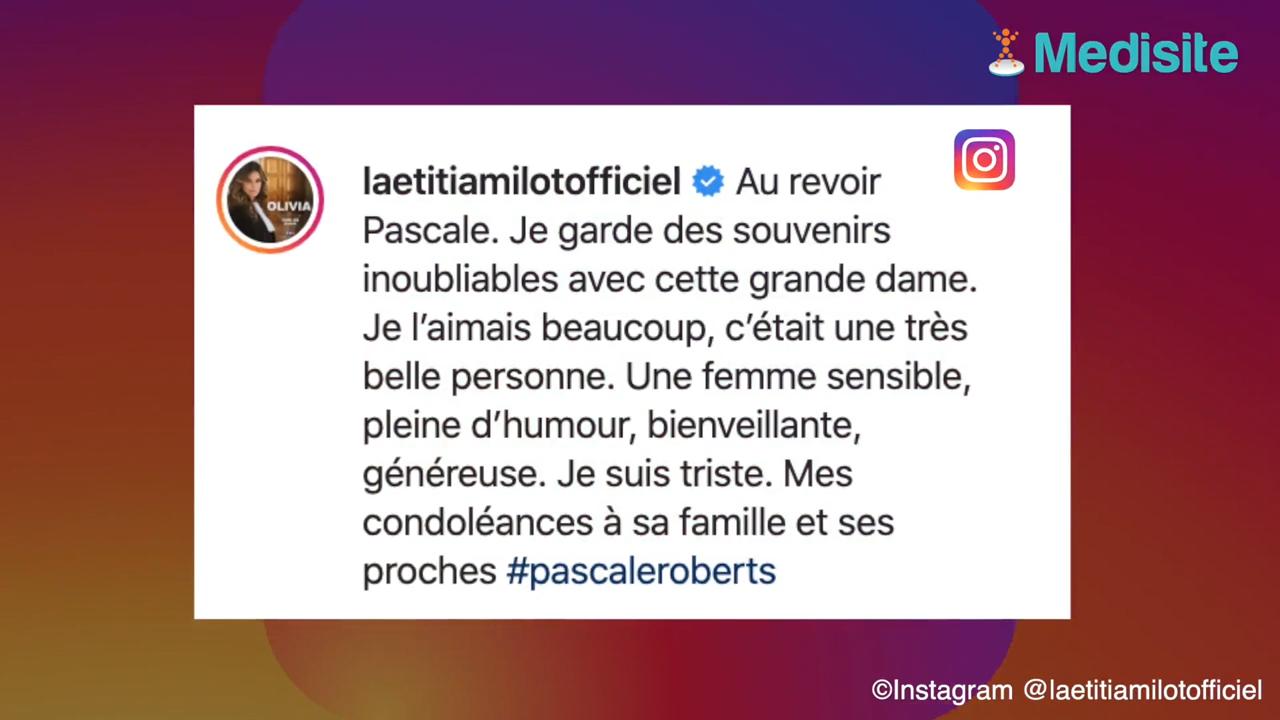 Medisite
laetitiamilotofficiel Au revoir
Pascale. Je garde des souvenirs
inoubliables avec cette grande dame.
Je l’aimais beaucoup, c’était une très
belle personne. Une femme sensible,
pleine d’humour, bienveillante,
généreuse. Je suis triste. Mes
condoléances à sa famille et ses
proches #pascaleroberts
OLIVIA
©Instagram @laetitiamilotofficiel